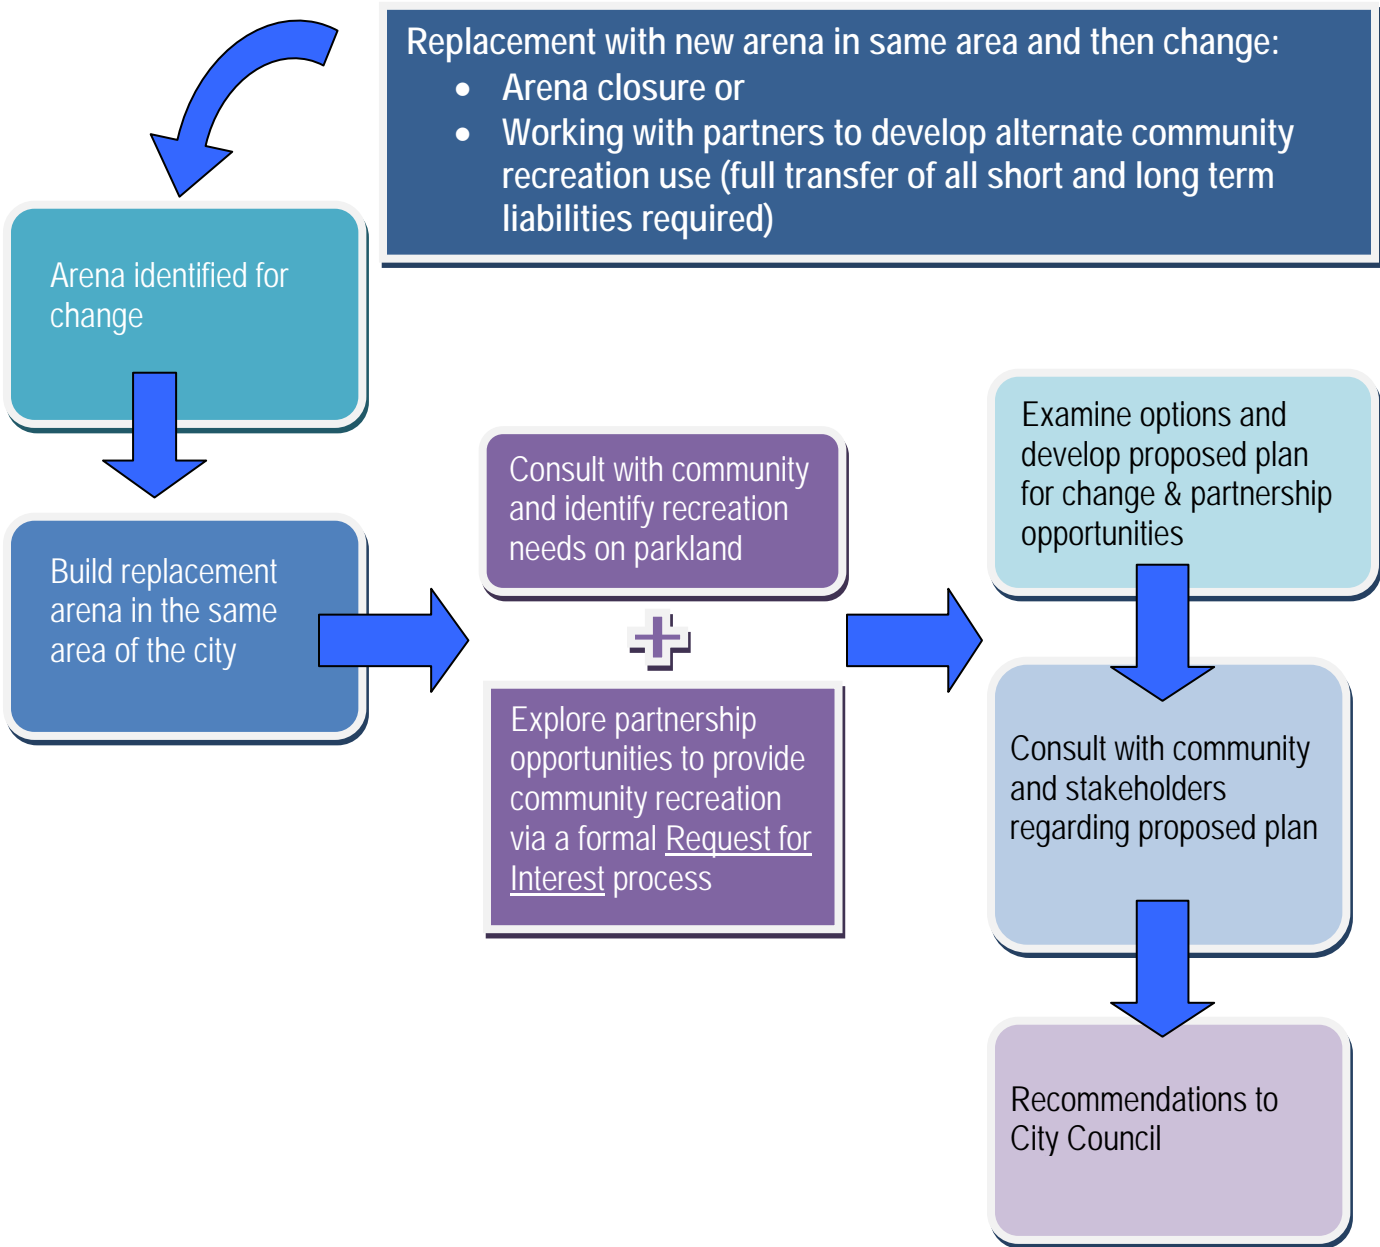 Replacement with new arena in same area and then change:
• Arena closure or
• Working with partners to develop alternate community
recreation use (full transfer of all short and long term
liabilities required)
Arena identified for
change
Build replacement
arena in the same
area of the city
Consult with community
and identify recreation
needs on parkland
Explore partnership
opportunities to provide
community recreation
via a formal Request for
Interest process
Examine options and
develop proposed plan
for change & partnership
opportunities
Consult with community
and stakeholders
regarding proposed plan
Recommendations to
City Council